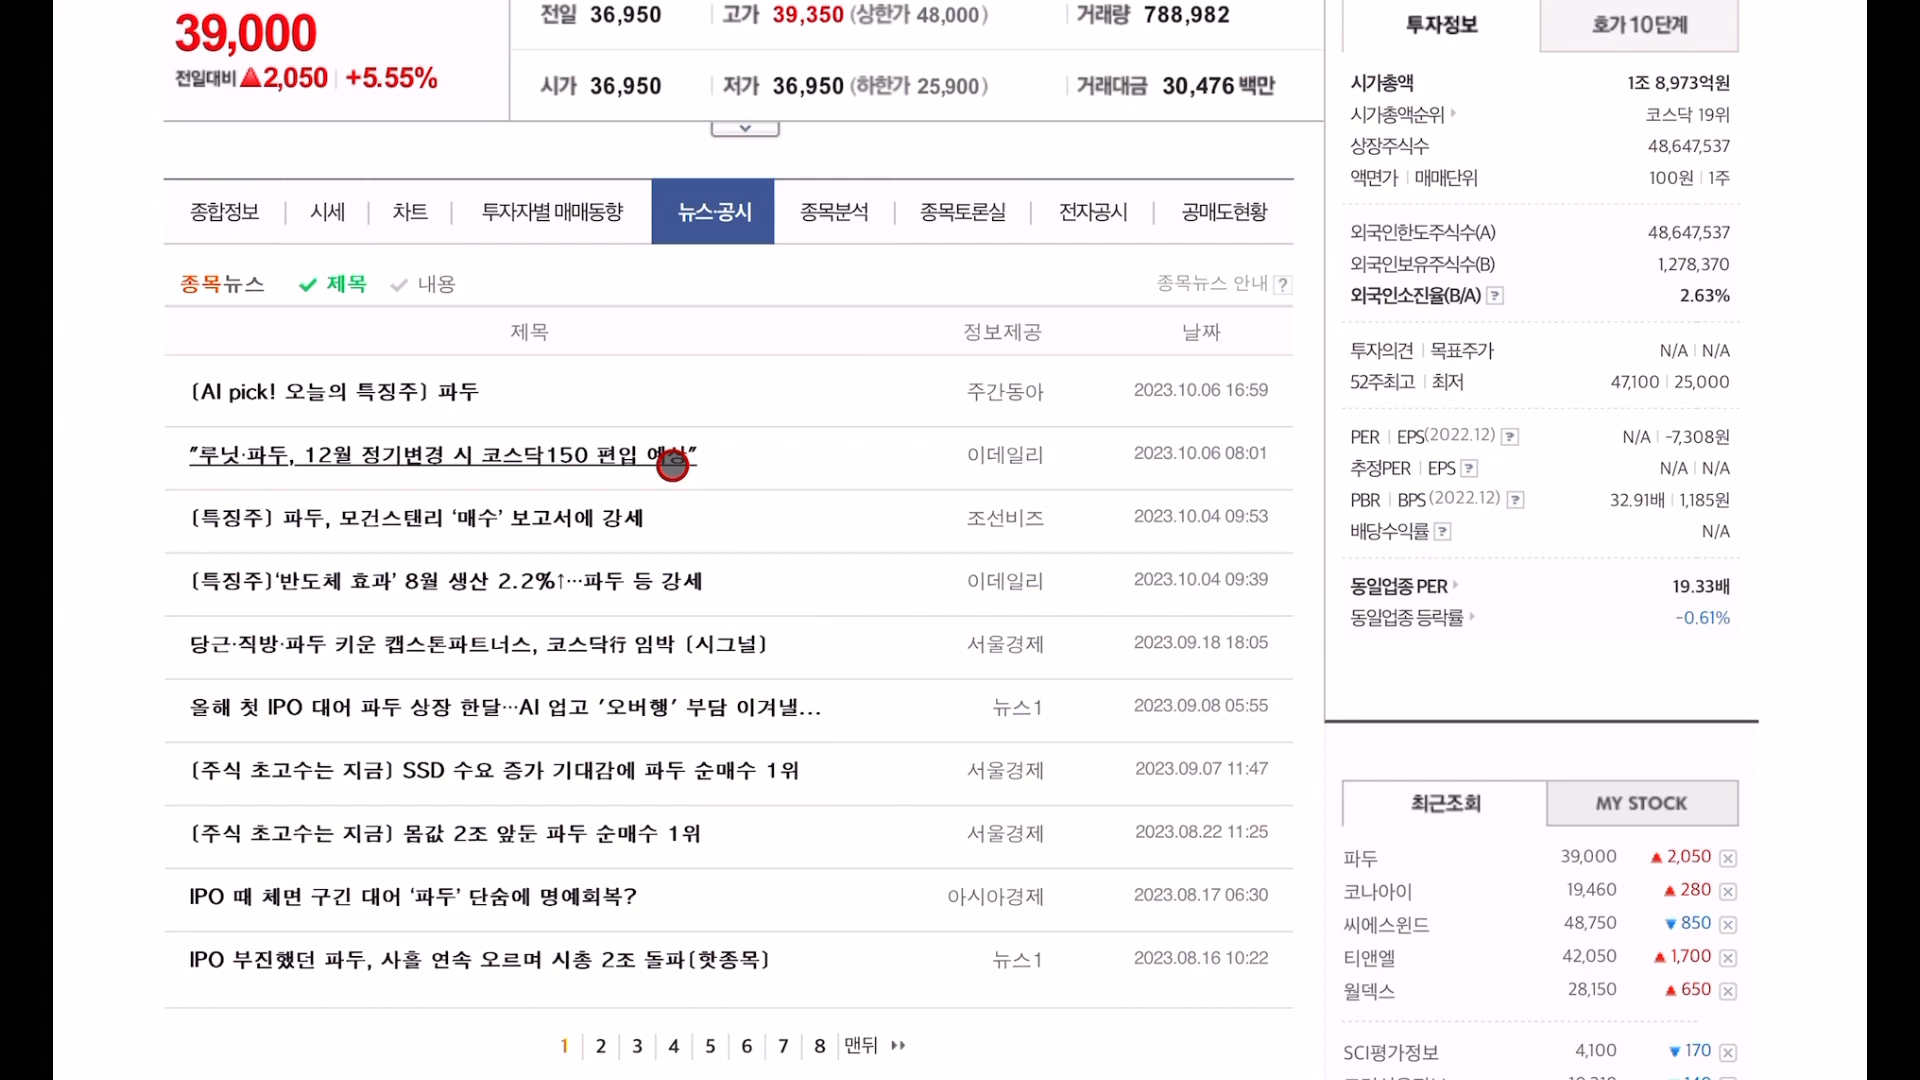 39,000
전일대비 ▲2,050 | +5.55%
전일 36,950 | 고가 39,350 (상한가 48,000) | 거래량 788,982
시가 36,950 | 저가 36,950 (하한가 25,900) | 거래대금 30,476 백만
종합정보 | 시세 | 차트 | 투자자별 매매동향 뉴스·공시 종목분석 | 종목토론실 | 전자공시 | 공매도현황
종목뉴스 제목 내용 종목뉴스 안내 ?
제목 정보제공 날짜
[AI pick! 오늘의 특징주] 파두 주간동아 2023.10.06 16:59
"루닛·파두, 12월 정기변경 시 코스닥150 편입 예상" 이데일리 2023.10.06 08:01
[특징주] 파두, 모건스탠리 ‘매수’ 보고서에 강세 조선비즈 2023.10.04 09:53
[특징주]‘반도체 효과’ 8월 생산 2.2%↑…파두 등 강세 이데일리 2023.10.04 09:39
당근·직방·파두 키운 캡스톤파트너스, 코스닥行 임박 [시그널] 서울경제 2023.09.18 18:05
올해 첫 IPO 대어 파두 상장 한달…AI 업고 '오버행' 부담 이겨낼... 뉴스1 2023.09.08 05:55
[주식 초고수는 지금] SSD 수요 증가 기대감에 파두 순매수 1위 서울경제 2023.09.07 11:47
[주식 초고수는 지금] 몸값 2조 앞둔 파두 순매수 1위 서울경제 2023.08.22 11:25
IPO 때 체면 구긴 대어 ‘파두’ 단숨에 명예회복? 아시아경제 2023.08.17 06:30
IPO 부진했던 파두, 사흘 연속 오르며 시총 2조 돌파[핫종목] 뉴스1 2023.08.16 10:22
1 | 2 | 3 | 4 | 5 | 6 | 7 | 8 | 맨뒤
투자정보 호가 10단계
시가총액 1조 8,973억원
시가총액순위 코스닥 19위
상장주식수 48,647,537
액면가 | 매매단위 100원 | 1주
외국인한도주식수(A) 48,647,537
외국인보유주식수(B) 1,278,370
외국인소진율(B/A) ? 2.63%
투자의견 | 목표주가 N/A | N/A
52주최고 | 최저 47,100 | 25,000
PER | EPS(2022.12) ? N/A | -7,308원
추정PER | EPS ? N/A | N/A
PBR | BPS (2022.12) ? 32.91배 | 1,185원
배당수익률 ? N/A
동일업종 PER 19.33배
동일업종 등락률 -0.61%
최근조회 MY STOCK
파두 39,000 ▲ 2,050
코나아이 19,460 ▲ 280
씨에스윈드 48,750 ▼ 850
티앤엘 42,050 ▲ 1,700
월덱스 28,150 ▲ 650
SCI평가정보 4,100 ▼ 170